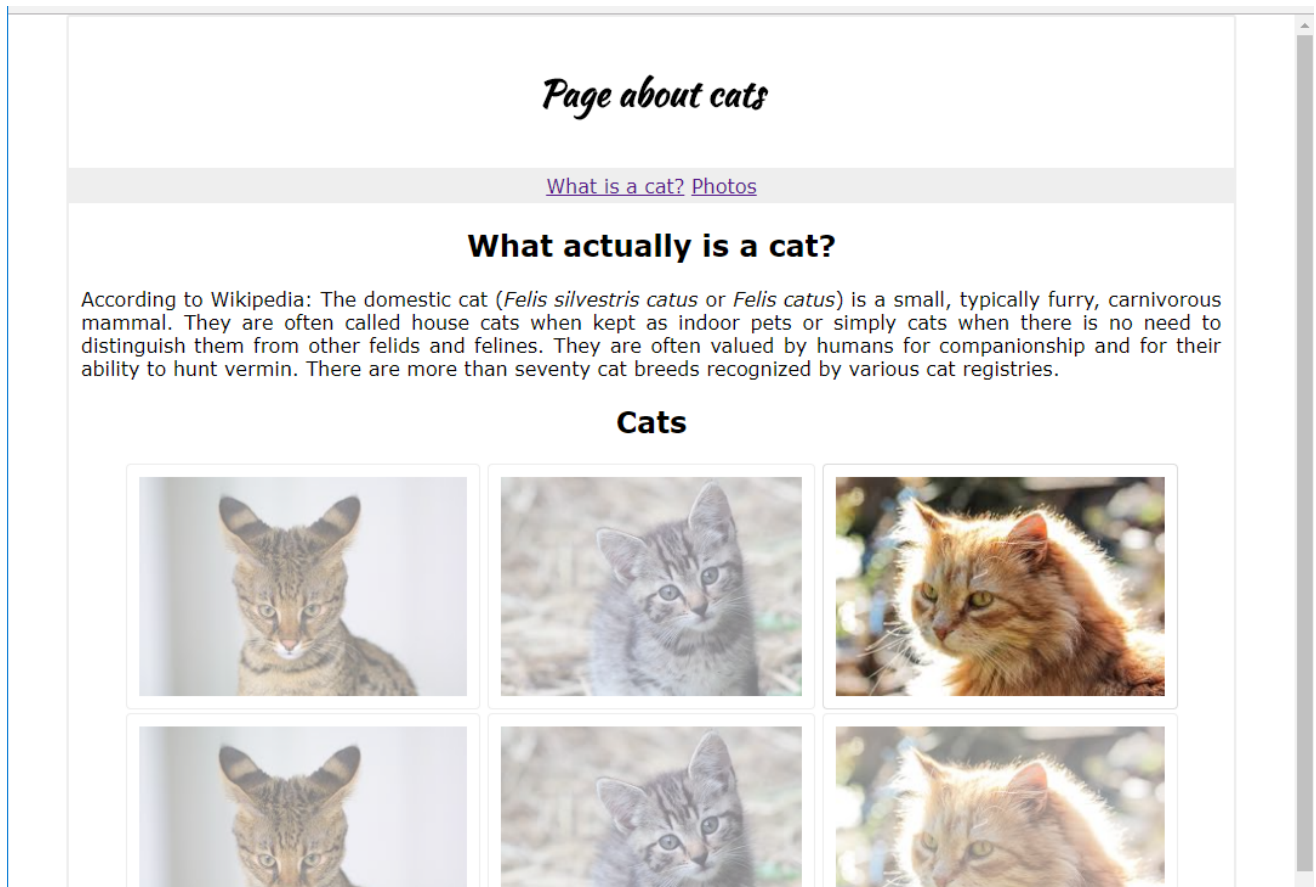 Page about cats
What is a cat? Photos
What actually is a cat?
According to Wikipedia: The domestic cat (Felis silvestris catus or Felis catus) is a small, typically furry, carnivorous
mammal. They are often called house cats when kept as indoor pets or simply cats when there is no need to
distinguish them from other felids and felines. They are often valued by humans for companionship and for their
ability to hunt vermin. There are more than seventy cat breeds recognized by various cat registries.
Cats